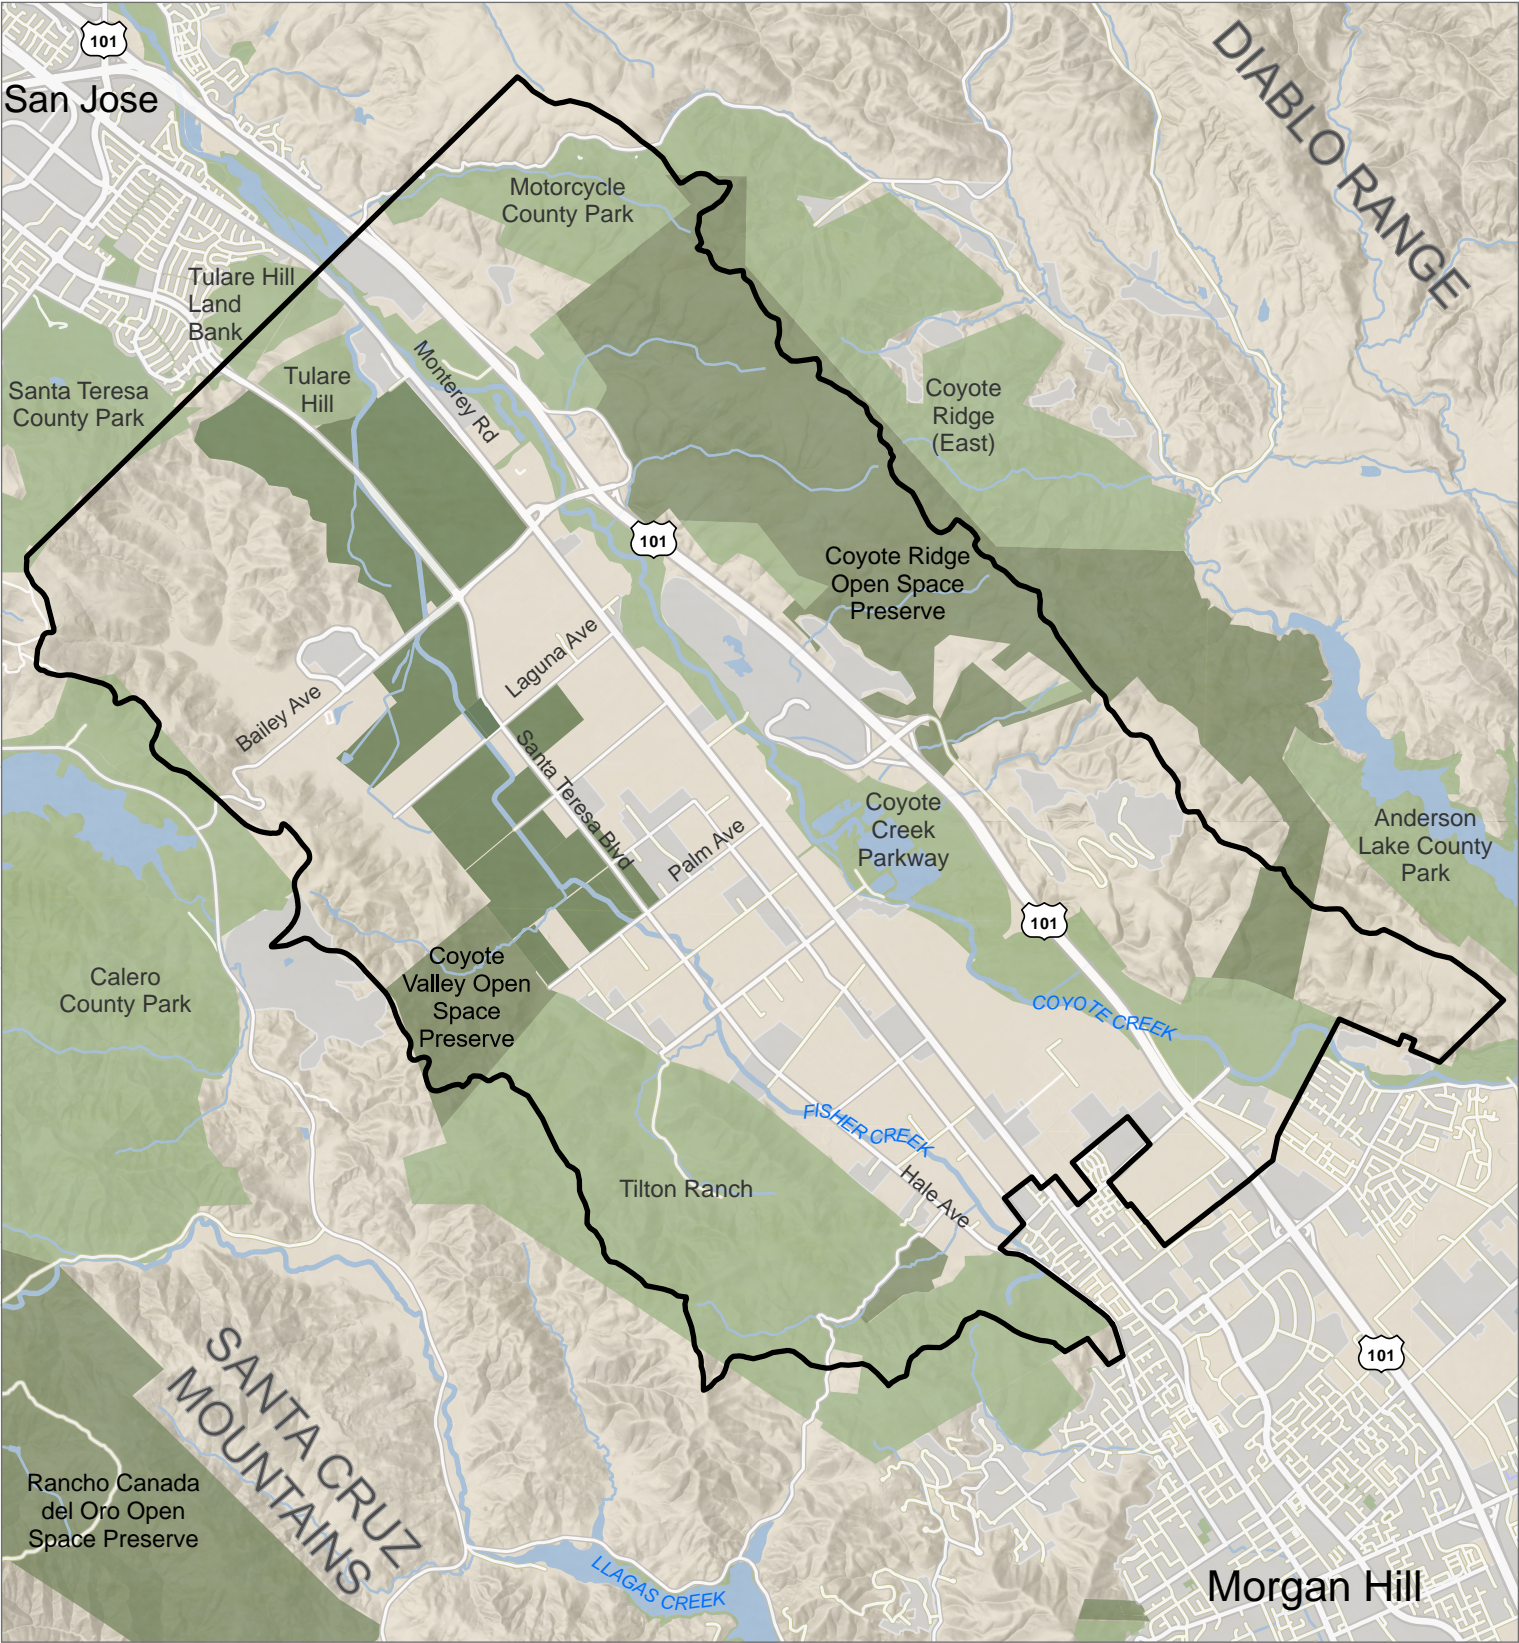 101
San Jose
DIABLO RANGE
Motorcycle
County Park
Tulare Hill
Land
Bank
Santa Teresa
County Park
Tulare
Hill
Monterey Rd
Coyote
Ridge
(East)
101
Coyote Ridge
Open Space
Preserve
Laguna Ave
Bailey Ave
Santa Teresa Blvd
Palm Ave
Coyote
Creek
Parkway
Anderson
Lake County
Park
101
Calero
County Park
Coyote
Valley Open
Space
Preserve
COYOTE CREEK
FISHER CREEK
Hale Ave
Tilton Ranch
101
SANTA CRUZ
MOUNTAINS
Rancho Canada
del Oro Open
Space Preserve
LLAGAS CREEK
Morgan Hill